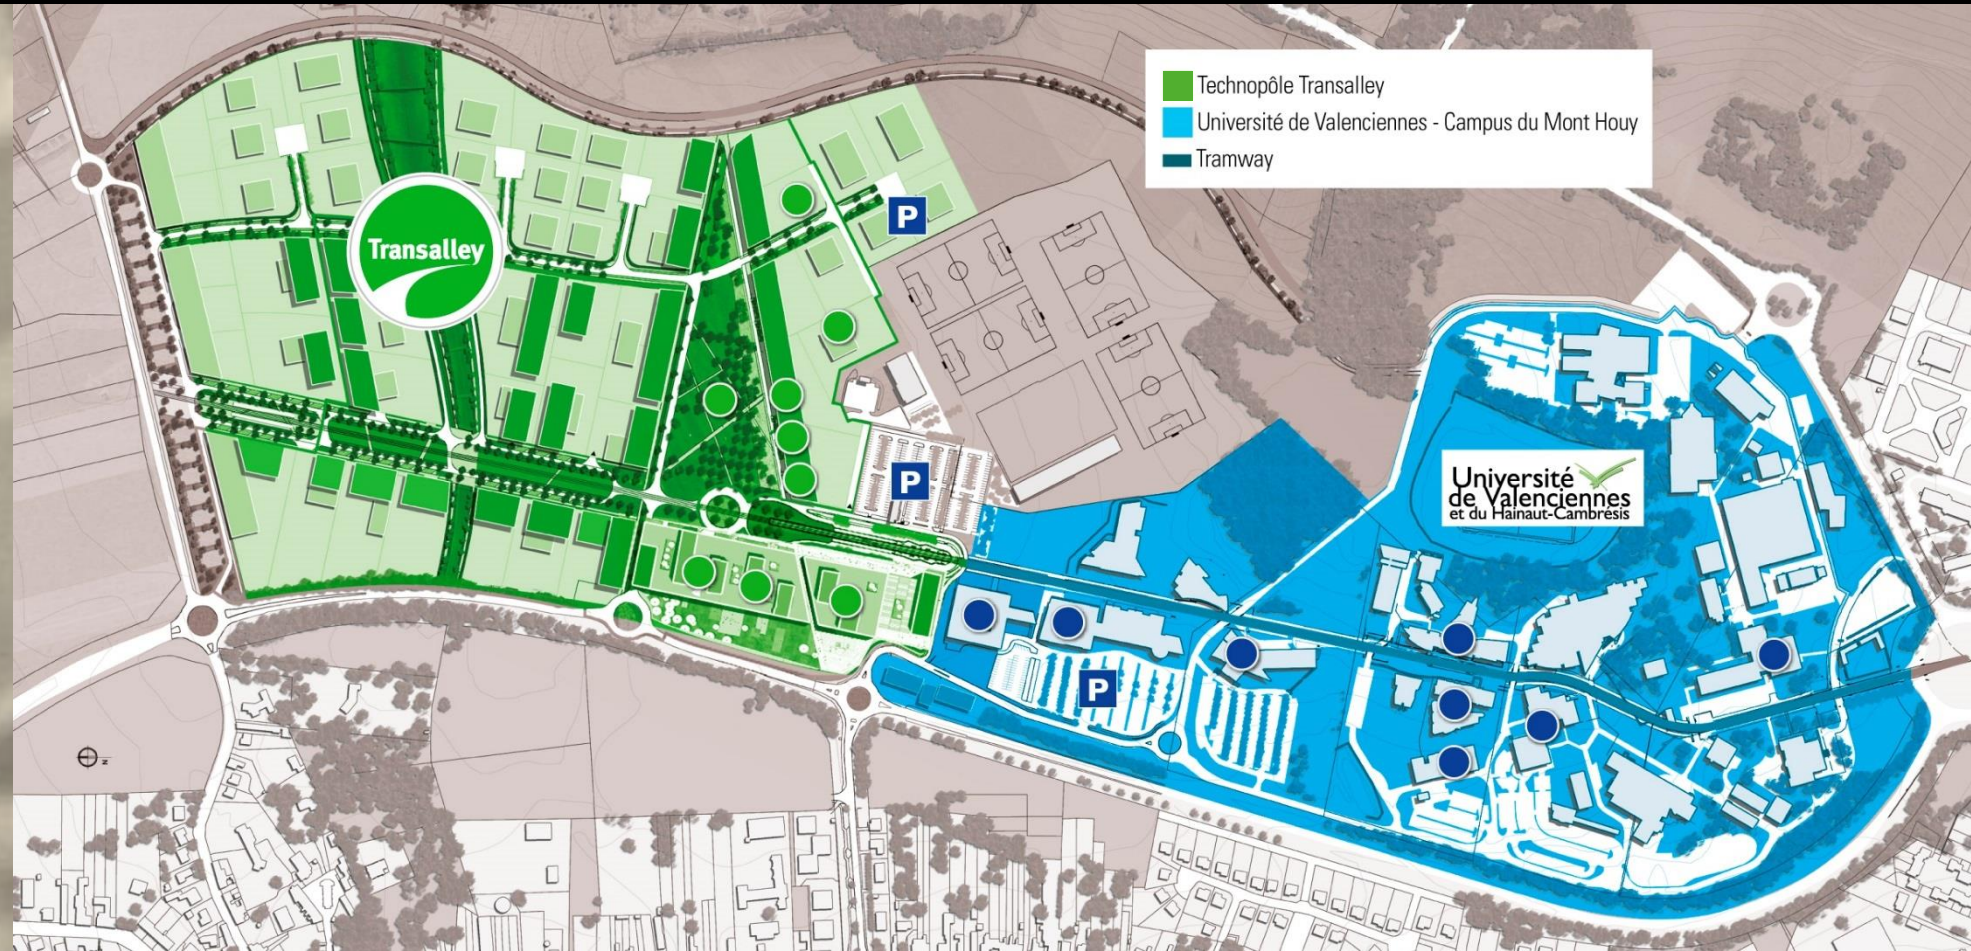 Technopôle Transalley
Université de Valenciennes - Campus du Mont Houy
Tramway
P
Transalley
P
Université
de Valenciennes
et du Hainaut-Cambrésis
P
N